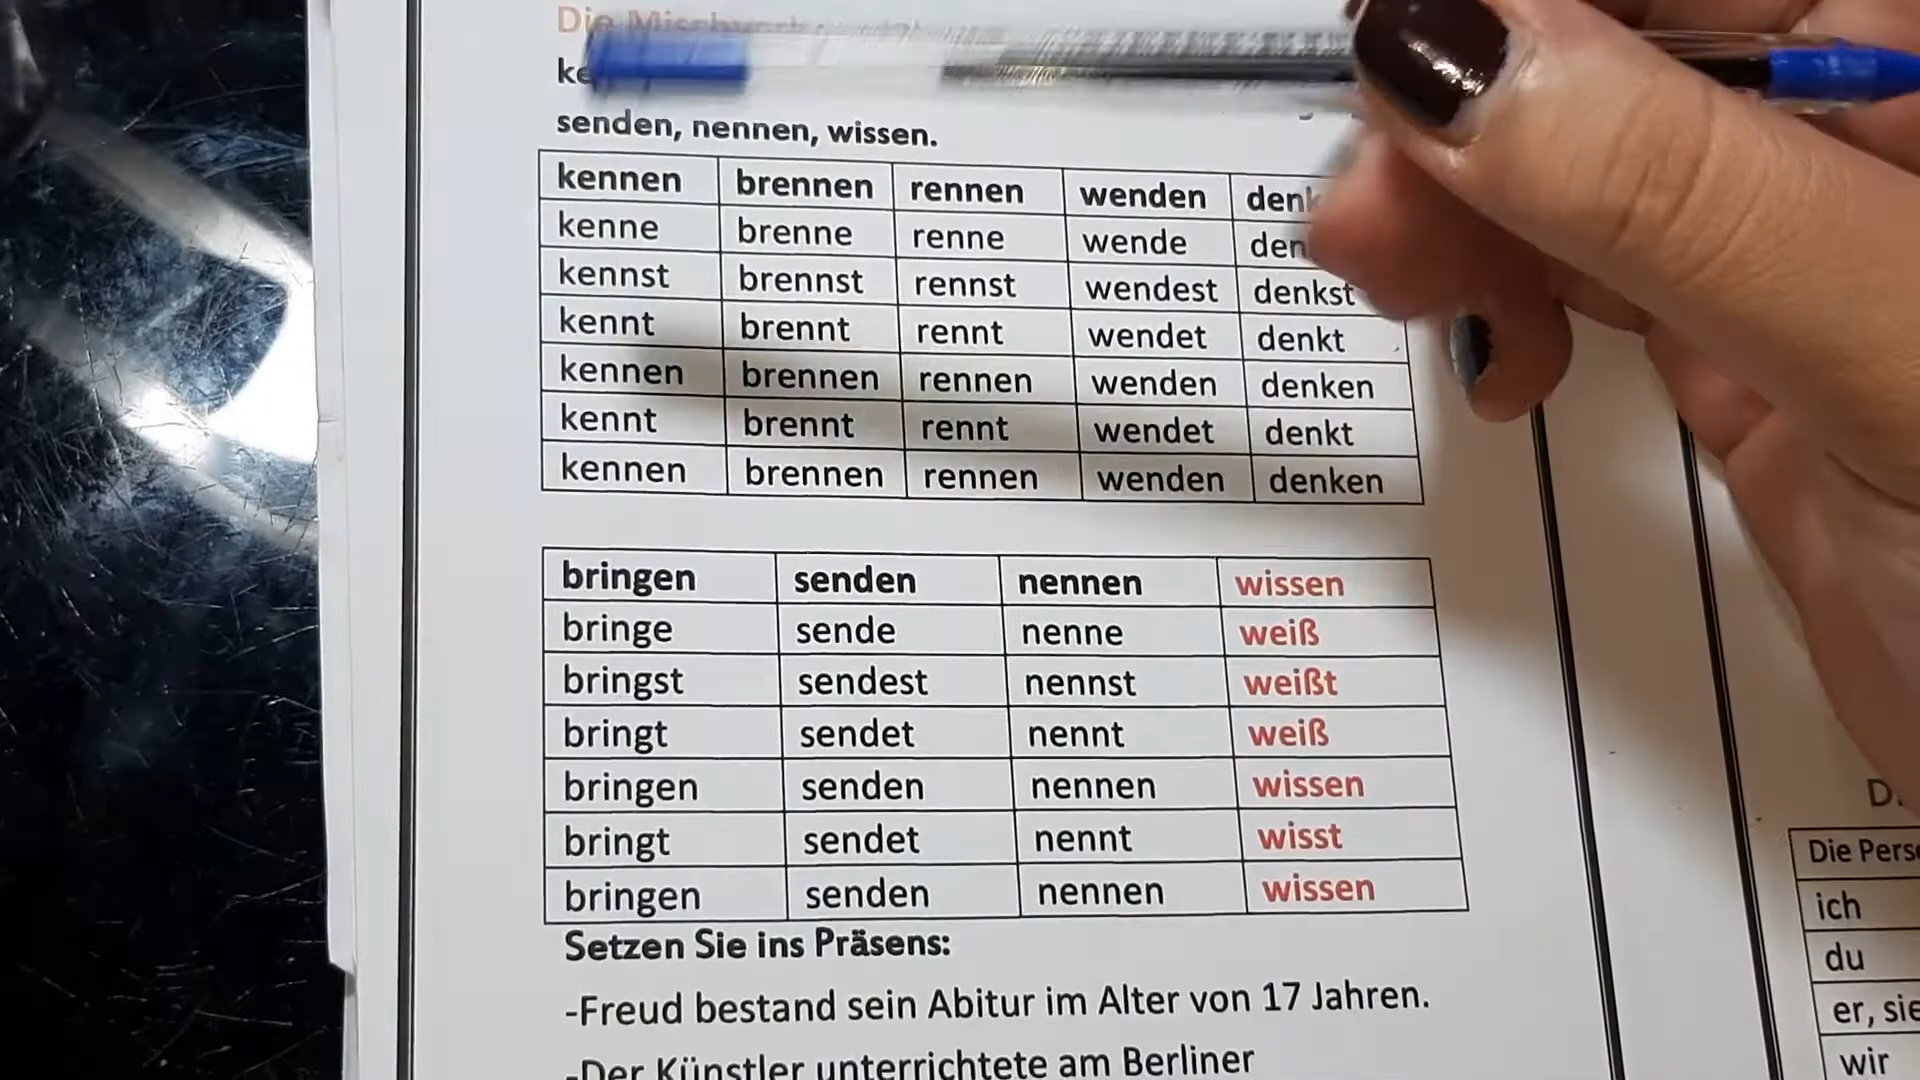 Die
senden, nennen, wissen.
kennen brennen rennen wenden
kenne brenne renne wende
kennst brennst rennst wendest denkst
kennt brennt rennt wendet denkt
kennen brennen rennen wenden denken
kennt brennt rennt wendet denkt
kennen brennen rennen wenden denken
bringen senden nennen wissen
bringe sende nenne weiß
bringst sendest nennst weißt
bringt sendet nennt weiß
bringen senden nennen wissen
bringt sendet nennt wisst
bringen senden nennen wissen
Setzen Sie ins Präsens:
-Freud bestand sein Abitur im Alter von 17 Jahren.
-Der Künstler unterrichtete am Berliner
Die
ich
du
er, sie
wir